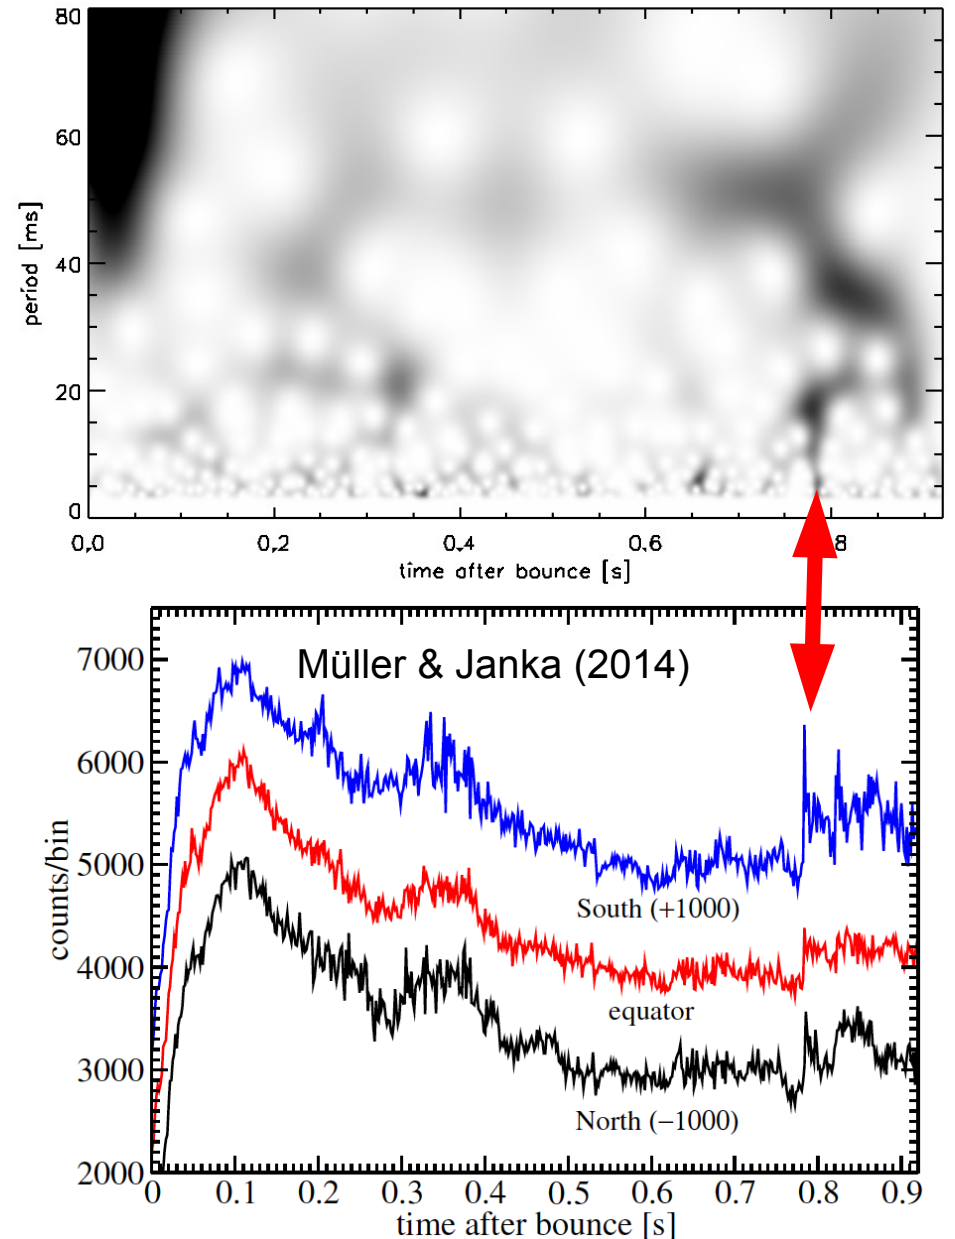 80
60
40
20
0
period [ms]
0.0 0.2 0.4 0.6 .8
time after bounce [s]
Müller & Janka (2014)
7000
6000
5000
4000
3000
2000
counts/bin
South (+1000)
equator
North (−1000)
0 0.1 0.2 0.3 0.4 0.5 0.6 0.7 0.8 0.9
time after bounce [s]